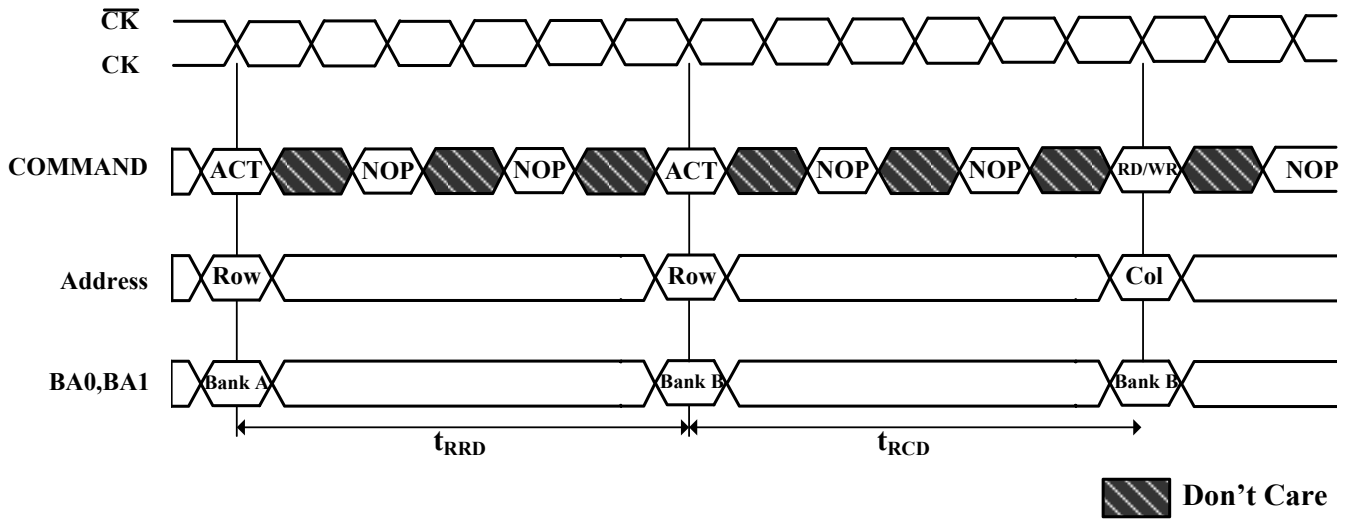 C̅K̅
CK
COMMAND ACT NOP NOP ACT NOP NOP RD/WR NOP
Address Row Row Col
BA0,BA1 Bank A Bank B Bank B
tRRD tRCD
Don't Care